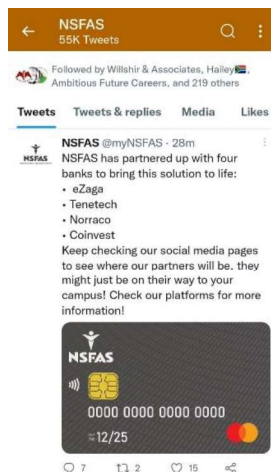 NSFAS
55K Tweets
Followed by Willshir & Associates, Hailey🇿🇦,
Ambitious Future Careers, and 219 others
Tweets Tweets & replies Media Likes
NSFAS @myNSFAS · 28m
NSFAS has partnered up with four
banks to bring this solution to life:
• eZaga
• Tenetech
• Norraco
• Coinvest
Keep checking our social media pages
to see where our partners will be. they
might just be on their way to your
campus! Check our platforms for more
information!
NSFAS
NSFAS
0000 0000 0000 0000
12/25
7 2 15